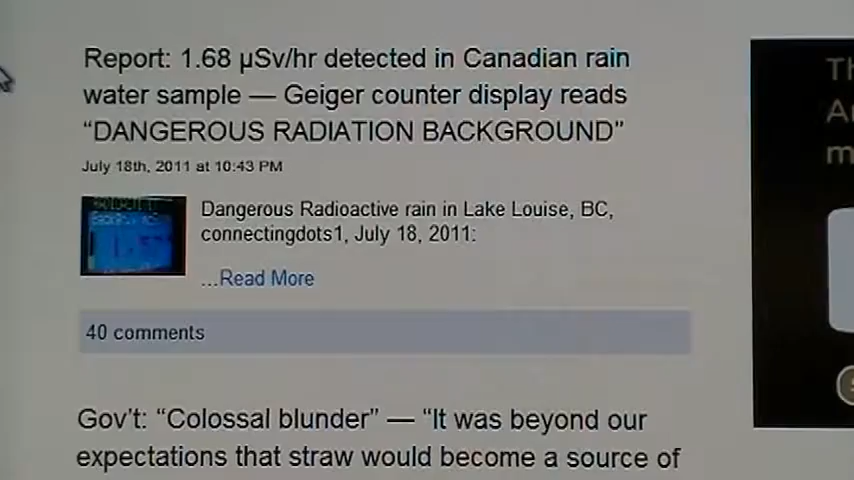 Report: 1.68 µSv/hr detected in Canadian rain
water sample — Geiger counter display reads
“DANGEROUS RADIATION BACKGROUND”
July 18th, 2011 at 10:43 PM
Dangerous Radioactive rain in Lake Louise, BC,
connectingdots1, July 18, 2011:
...Read More
40 comments
Gov't: “Colossal blunder” — “It was beyond our
expectations that straw would become a source of